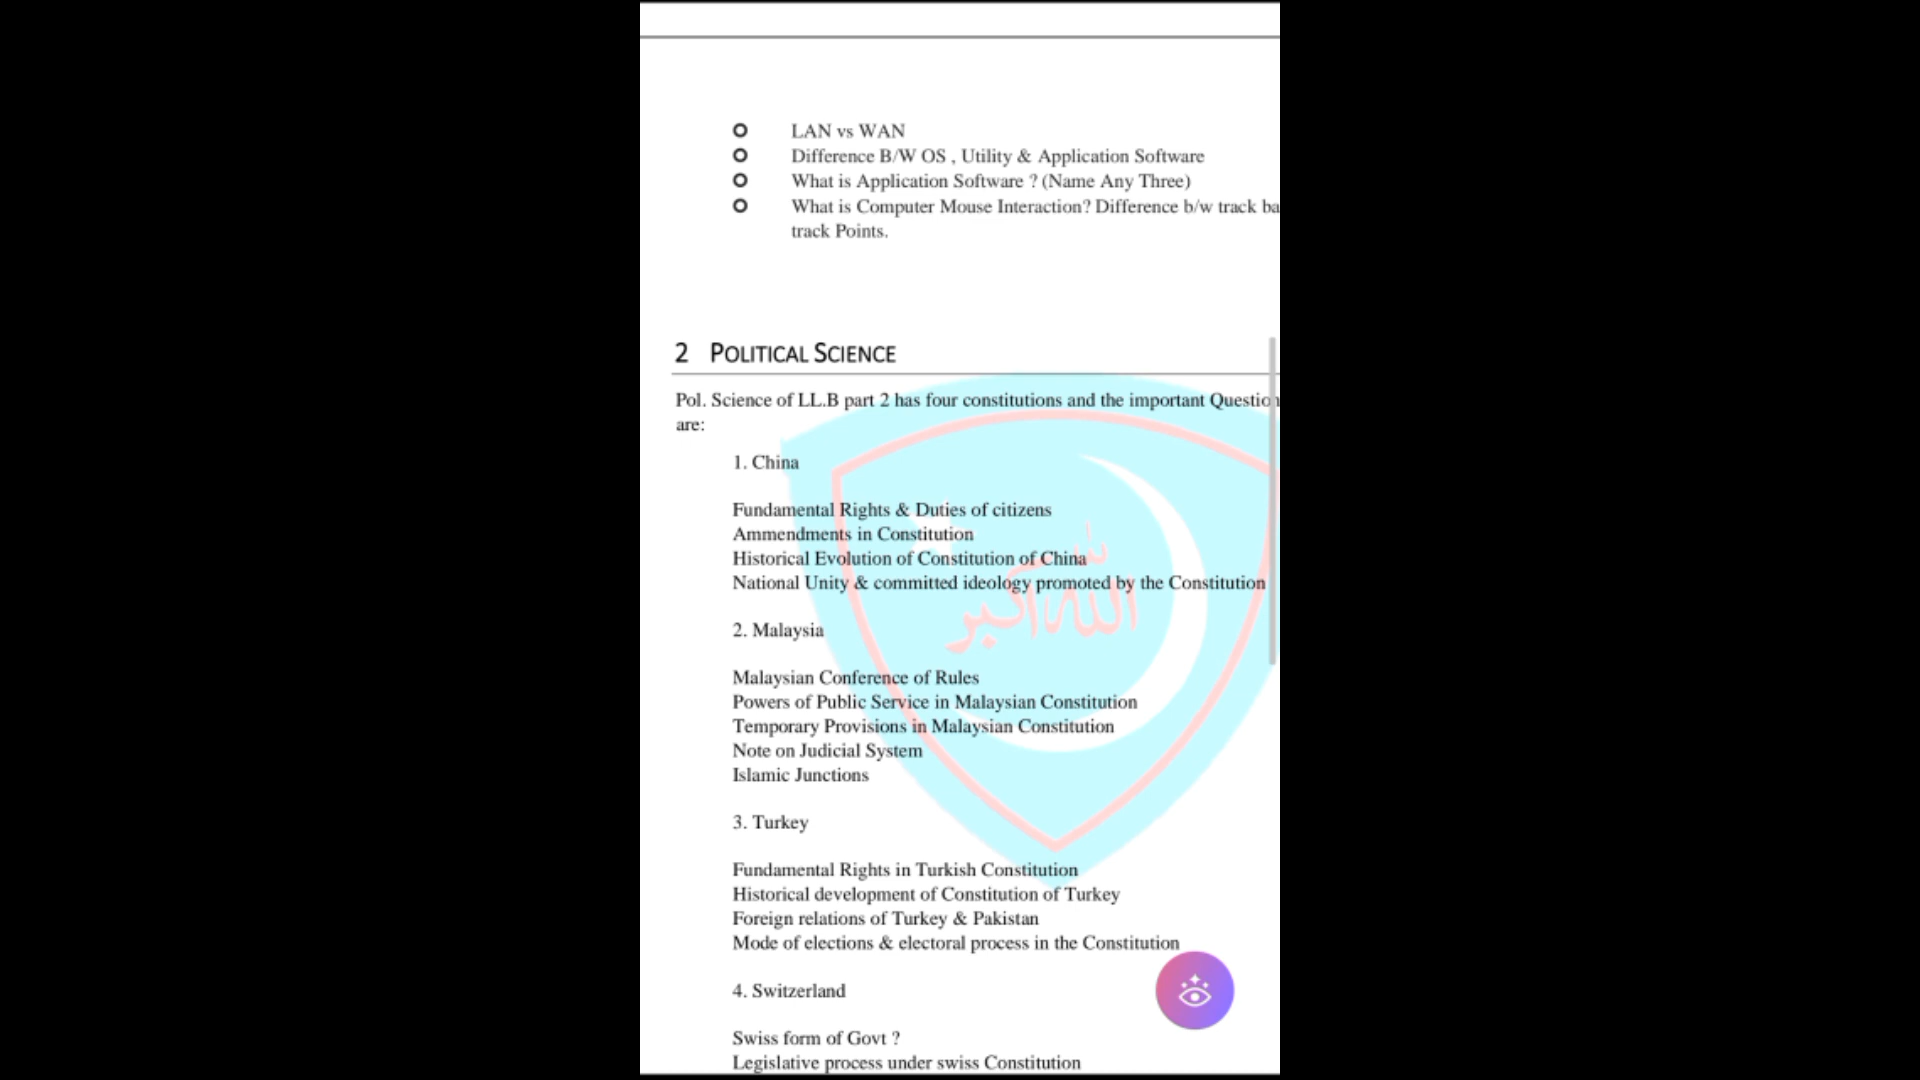 LAN vs WAN
Difference B/W OS , Utility & Application Software
What is Application Software ? (Name Any Three)
What is Computer Mouse Interaction? Difference b/w track ba
track Points.
2 POLITICAL SCIENCE
Pol. Science of LL.B part 2 has four constitutions and the important Question
are:
1. China
Fundamental Rights & Duties of citizens
Ammendments in Constitution
Historical Evolution of Constitution of China
National Unity & committed ideology promoted by the Constitution
الله اكبر
2. Malaysia
Malaysian Conference of Rules
Powers of Public Service in Malaysian Constitution
Temporary Provisions in Malaysian Constitution
Note on Judicial System
Islamic Junctions
3. Turkey
Fundamental Rights in Turkish Constitution
Historical development of Constitution of Turkey
Foreign relations of Turkey & Pakistan
Mode of elections & electoral process in the Constitution
4. Switzerland
Swiss form of Govt ?
Legislative process under swiss Constitution